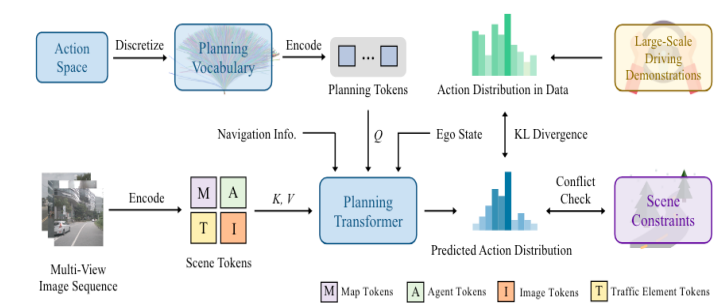 Action
Space
Discretize
Planning
Vocabulary
Encode
...
Planning Tokens
Action Distribution in Data
Large-Scale
Driving
Demonstrations
Navigation Info.
Q
Ego State
KL Divergence
Encode
M A
T I
K, V
Planning
Transformer
Conflict
Check
Scene
Constraints
Multi-View
Image Sequence
Scene Tokens
Predicted Action Distribution
M Map Tokens A Agent Tokens I Image Tokens T Traffic Element Tokens